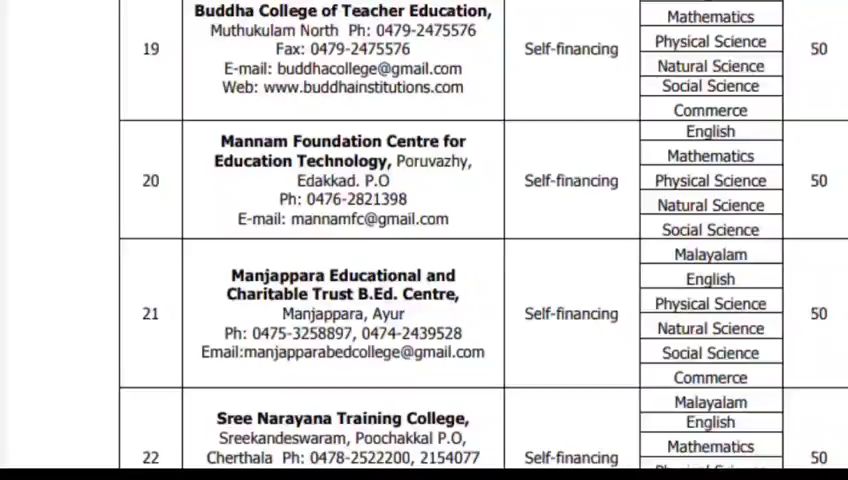 Buddha College of Teacher Education,
Muthukulam North Ph: 0479-2475576
Fax: 0479-2475576
E-mail: buddhacollege@gmail.com
Web: www.buddhainstitutions.com
19
Self-financing
Mathematics
Physical Science
Natural Science
Social Science
Commerce
50
Mannam Foundation Centre for
Education Technology, Poruvazhy,
Edakkad. P.O
Ph: 0476-2821398
E-mail: mannamfc@gmail.com
20
Self-financing
English
Mathematics
Physical Science
Natural Science
Social Science
50
Manjappara Educational and
Charitable Trust B.Ed. Centre,
Manjappara, Ayur
Ph: 0475-3258897, 0474-2439528
Email:manjapparabedcollege@gmail.com
21
Self-financing
Malayalam
English
Physical Science
Natural Science
Social Science
Commerce
50
Sree Narayana Training College,
Sreekandeswaram, Poochakkal P.O,
Cherthala Ph: 0478-2522200, 2154077
22
Self-financing
Malayalam
English
Mathematics
50